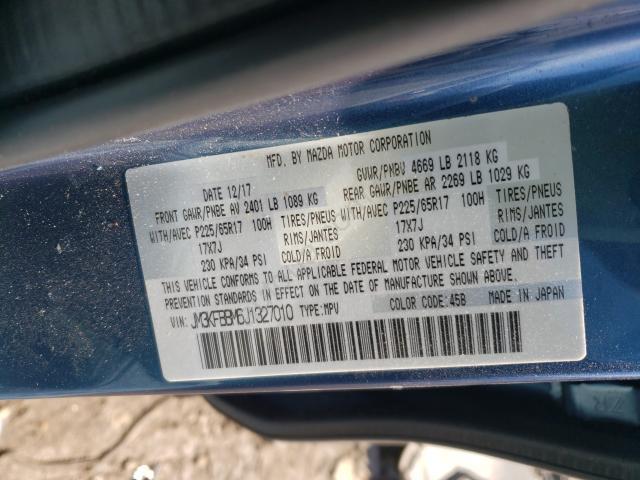 MFD. BY MAZDA MOTOR CORPORATION
DATE 12/17 GVWR/PNBV 4669 LB 2118 KG
FRONT GAWR/PNBE AV 2401 LB 1089 KG REAR GAWR/PNBE AR 2269 LB 1029 KG
WITH/AVEC P225/65R17 100H TIRES/PNEUS WITH/AVEC P225/65R17 100H TIRES/PNEUS
17X7J RIMS/JANTES 17X7J RIMS/JANTES
230 KPA/34 PSI COLD/A FROID 230 KPA/34 PSI COLD/A FROID
THIS VEHICLE CONFORMS TO ALL APPLICABLE FEDERAL MOTOR VEHICLE SAFETY AND THEFT
PREVENTION STANDARDS IN EFFECT ON THE DATE OF MANUFACTURE SHOWN ABOVE.
VIN: JM3KFBBM6J1327010 TYPE:MPV COLOR CODE:45B MADE IN JAPAN